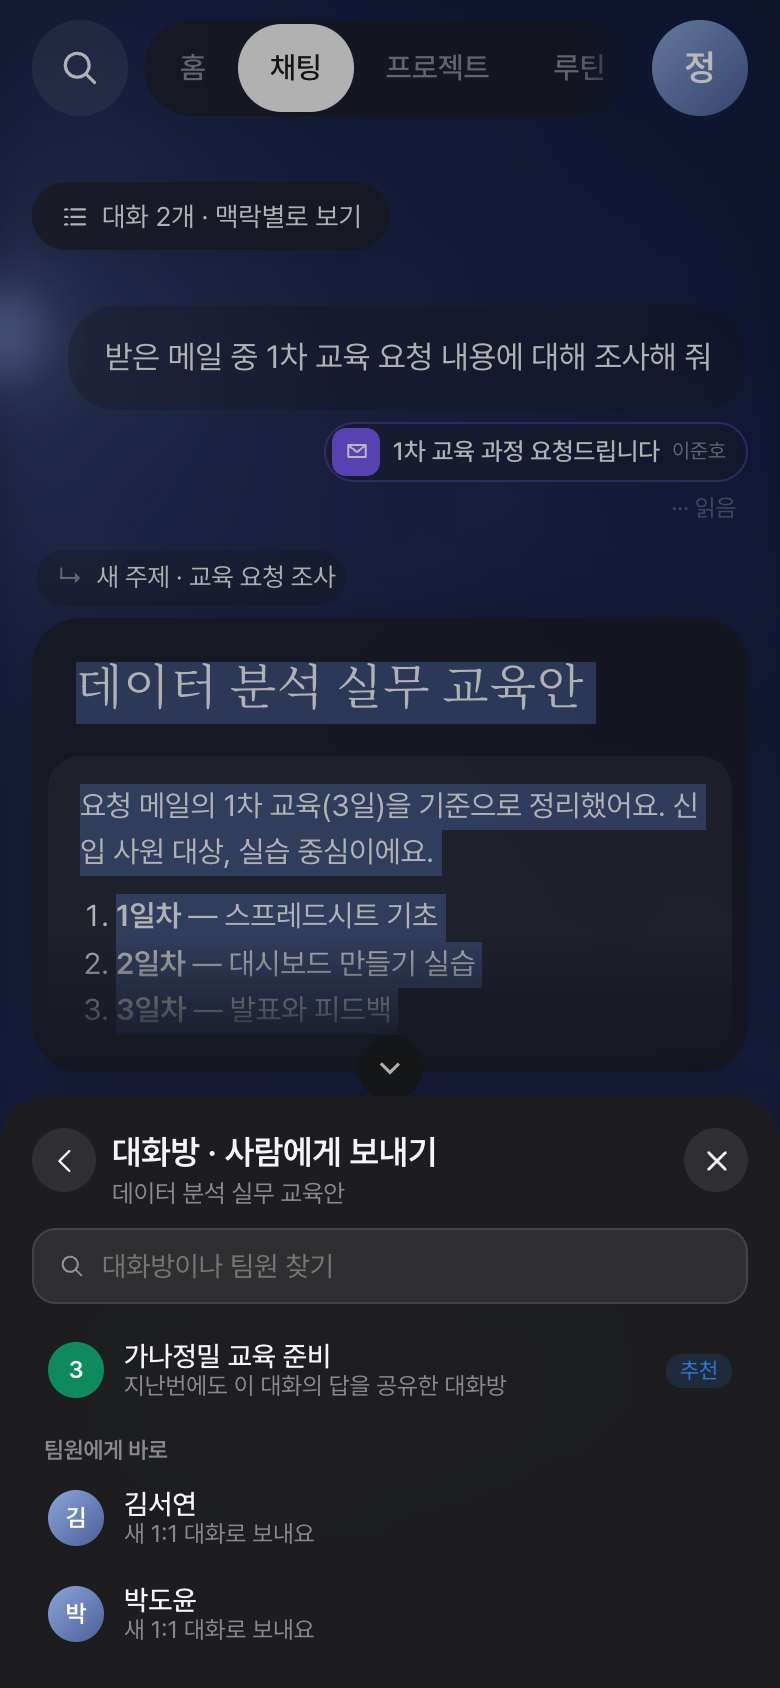 홈
채팅
프로젝트
루틴
정
대화 2개 · 맥락별로 보기
받은 메일 중 1차 교육 요청 내용에 대해 조사해 줘
1차 교육 과정 요청드립니다 이준호
··· 읽음
새 주제 · 교육 요청 조사
데이터 분석 실무 교육안
요청 메일의 1차 교육(3일)을 기준으로 정리했어요. 신
입 사원 대상, 실습 중심이에요.
1. 1일차 — 스프레드시트 기초
2. 2일차 — 대시보드 만들기 실습
3. 3일차 — 발표와 피드백
대화방 · 사람에게 보내기
데이터 분석 실무 교육안
대화방이나 팀원 찾기
3
가나정밀 교육 준비
지난번에도 이 대화의 답을 공유한 대화방
추천
팀원에게 바로
김
김서연
새 1:1 대화로 보내요
박
박도윤
새 1:1 대화로 보내요